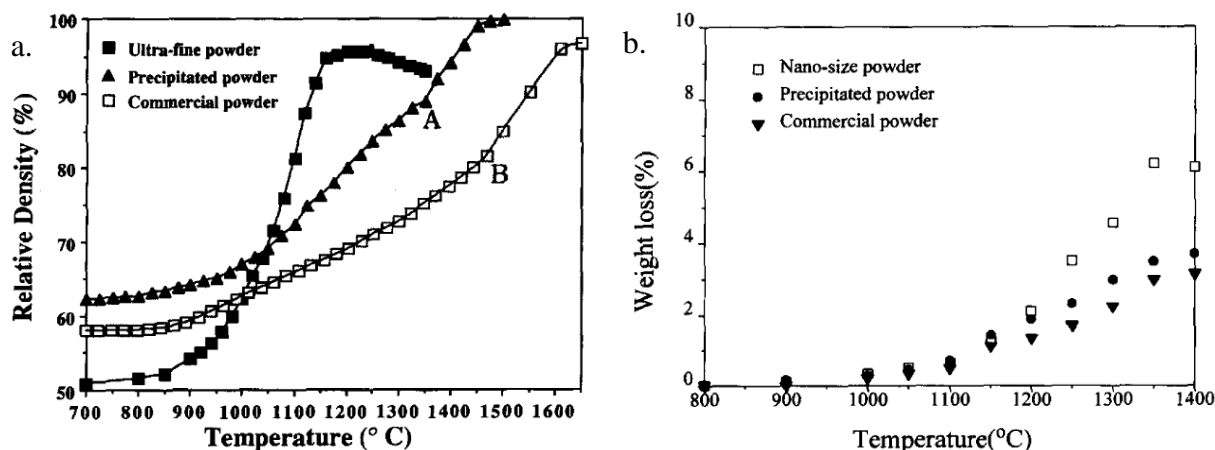 a.
100
90
80
70
60
50
Relative Density (%)
Ultra-fine powder
Precipitated powder
Commercial powder
A
B
700 800 900 1000 1100 1200 1300 1400 1500 1600
Temperature (° C)
b.
10
8
6
4
2
0
Weight loss(%)
Nano-size powder
Precipitated powder
Commercial powder
800 900 1000 1100 1200 1300 1400
Temperature(°C)